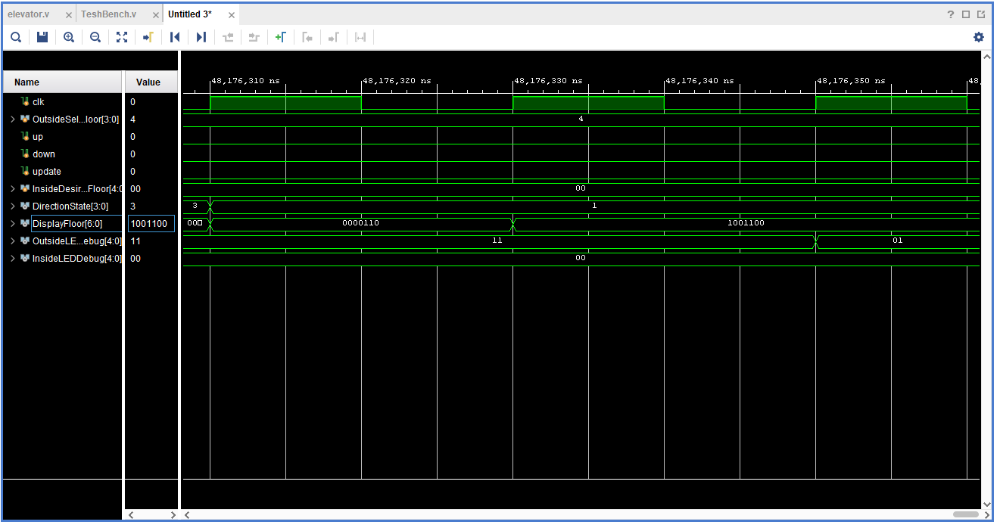 elevator.v × TeshBench.v × Untitled 3* ×
?
Name Value
48,176,310 ns 48,176,320 ns 48,176,330 ns 48,176,340 ns 48,176,350 ns 48,
clk 0
OutsideSel...loor[3:0] 4 4
up 0
down 0
update 0
InsideDesir...Floor[4:0 00 00
DirectionState[3:0] 3 3 1
DisplayFloor[6:0] 1001100 00 0000110 1001100
OutsideLE...ebug[4:0] 11 11 01
InsideLEDDebug[4:0] 00 00